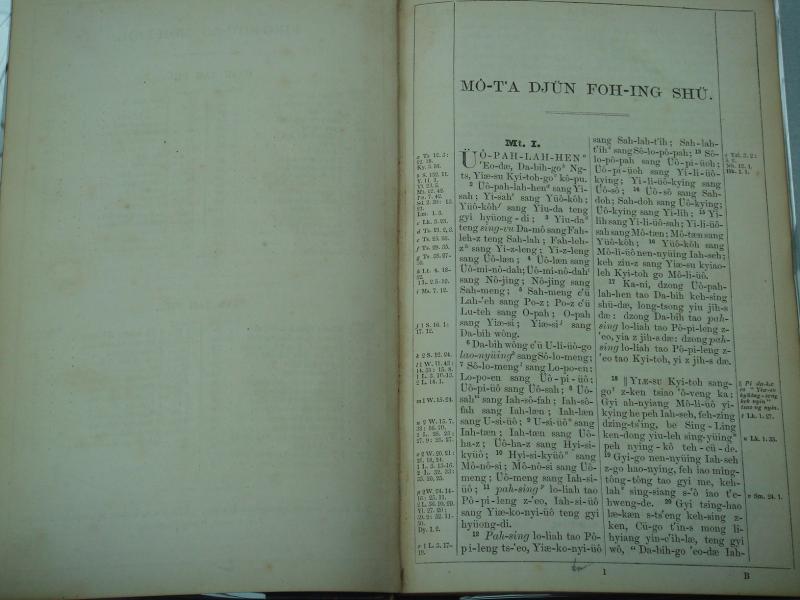 MÔ-T'A DJÜN FOH-ING SHÜ.
Mt. I.
ÜÔ-PAH-LAH-HEN
'Eo-dæ, Da-bih-go Ng-
ts, Yiæ-su Kyi-toh-go kô-pu.
2 Üô-pah-lah-hen sang Yi-
sah; Yi-sah sang Yüô-kôh;
Yüô-kôh sang Yiu-da teng
gyi hyüong-di; 3 Yiu-da
teng sing-vu Da-mô sang Fah-
leh-z teng Sah-lah; Fah-leh-
z sang Yi-z-leng; Yi-z-leng
sang Üô-læn; 4 Üô-læn sang
Üô-mi-nô-dah; Üô-mi-nô-dah
sang Nô-jing; Nô-jing sang
Sah-meng; 5 Sah-meng c'ü
Lah-'eh sang Po-z; Po-z c'ü
Lu-teh sang O-pah; O-pah
sang Yiæ-si; Yiæ-si sang
Da-bih wông.
6 Da-bih wông c'ü U-li-üô-go
lao-nyüing sang Sô-lo-meng;
7 Sô-lo-meng sang Lo-po-en;
Lo-po-en sang Üô-pi-üô;
Üô-pi-üô sang Üô-sah; 8 Üô-
sah sang Iah-sô-fah; Iah-sô-
fah sang Iah-læn; Iah-læn
sang U-si-üô; 9 U-si-üô sang
Iah-tæn; Iah-tæn sang Üô-
ha-z; Üô-ha-z sang Hyi-si-
kyüô; 10 Hyi-si-kyüô sang
Mô-nô-si; Mô-nô-si sang Üô-
meng; Üô-meng sang Iah-si-
üô; 11 pah-sing lo-liah tao
Pô-pi-leng z-'eo, Iah-si-üô
sang Yiæ-ko-nyi-üô teng gyi
hyüong-di.
12 Pah-sing lo-liah tao Pô-
pi-leng ts-'eo, Yiæ-ko-nyi-üô
sang Sah-lah-t'ih; Sah-lah-
t'ih sang Sô-lo-pô-pah; 13 Sô-
lo-pô-pah sang Üô-pi-üoh;
Üô-pi-üoh sang Yi-li-üô-
kying; Yi-li-üô-kying sang
Üô-sô; 14 Üô-sô sang Sah-
doh; Sah-doh sang Üô-kying;
Üô-kying sang Yi-lih; 15 Yi-
lih sang Yi-li-üô-sah; Yi-li-üô-
sah sang Mô-tæn; Mô-tæn sang
Yüô-kôh; 16 Yüô-kôh sang
Mô-li-üô nen-nyüing Iah-seh;
keh zin-z sang Yiæ-su kyiao-
leh Kyi-toh go Mô-li-üô.
17 Ka-ni, dzong Üô-pah-
lah-hen tao Da-bih keh-sing
shü-dæ, long-tsong yiu jih-s
dæ: dzong Da-bih tao pah-
sing lo-liah tao Pô-pi-leng z-
'eo, yia z jih-s dæ: dzong pah-
sing lo-liah tao Pô-pi-leng z-
'eo tao Kyi-toh, yi z jih-s dæ.
18 ‖ YIÆ-SU Kyi-toh sang-
go z-ken tsiao 'ô-veng ka;
Gyi ah-nyiang Mô-li-üô yi-
kying he peh Iah-seh, feh-zing
dzing-ts'ing, be Sing-Ling
ken-dong yiu-leh sing-yüing
peh nying-kô teh-cü-de.
19 Gyi-go nen-nyüing Iah-seh
z-go hao-nying, feh iao ming-
tông-tông tao gyi me, keh-
lah sing-siang s-'ô iao t'e-
hweng-de. 20 Gyi tsing-hao
læ-kæn s-ts'eng keh-sing z-
ken, Cü-go t'in-s mong li-
hyiang yin-c'ih-læ, teng gyi
wô, "Da-bih-go 'eo-dæ Iah-
1
B